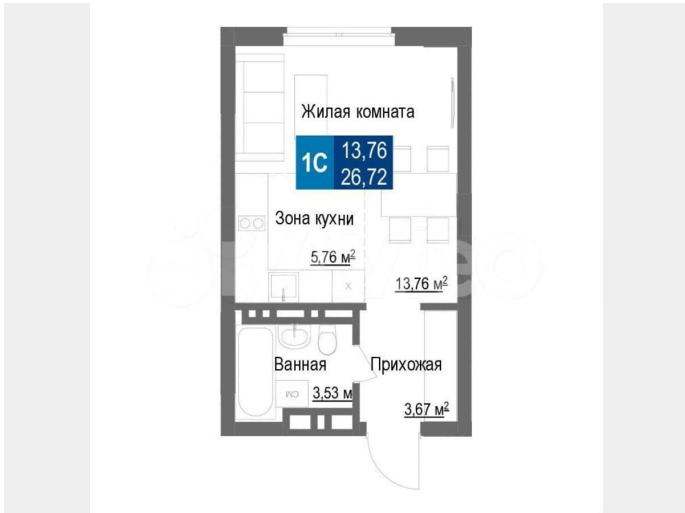 Жилая комната
1С
13,76
26,72
Зона кухни
5,76 м²
13,76 м²
x
Ванная
Прихожая
СМ
3,53 м
3,67 м²